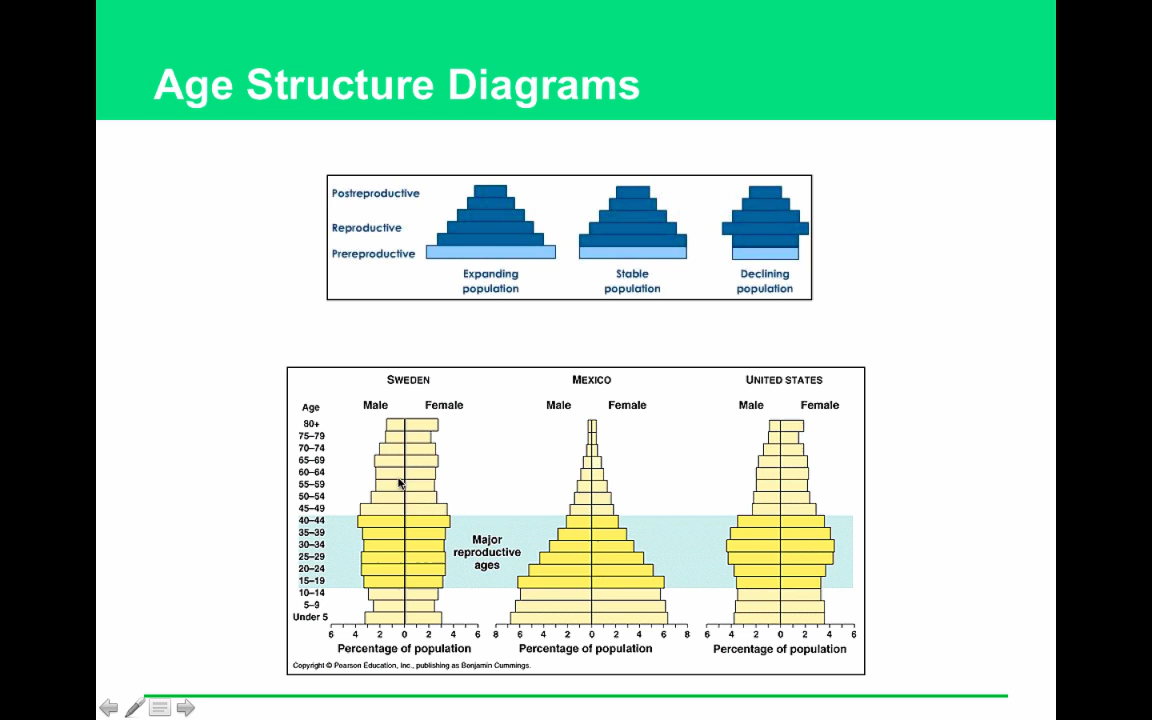 Age Structure Diagrams
Postreproductive
Reproductive
Prereproductive
Expanding
population
Stable
population
Declining
population
SWEDEN
MEXICO
UNITED STATES
Age
Male
Female
Male
Female
Male
Female
80+
75–79
70–74
65–69
60–64
55–59
50–54
45–49
40–44
35–39
30–34
25–29
20–24
15–19
10–14
5–9
Under 5
Major
reproductive
ages
6 4 2 0 2 4 6
8 6 4 2 0 2 4 6 8
6 4 2 0 2 4 6
Percentage of population
Percentage of population
Percentage of population
Copyright © Pearson Education, Inc., publishing as Benjamin Cummings.